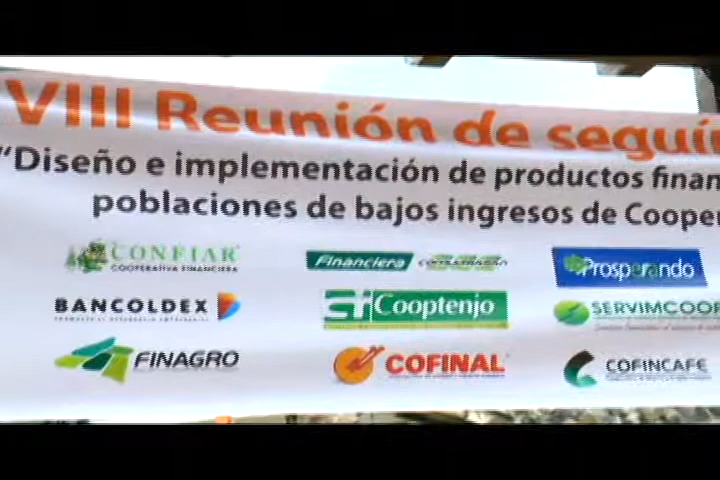 VIII Reunión de seguí
"Diseño e implementación de productos finan
poblaciones de bajos ingresos de Cooper
CONFIAR
COOPERATIVA FINANCIERA
Financiera
Prosperando
BANCOLDEX
Cooptenjo
SERVIMCOOP
FINAGRO
COFINAL
COFINCAFE